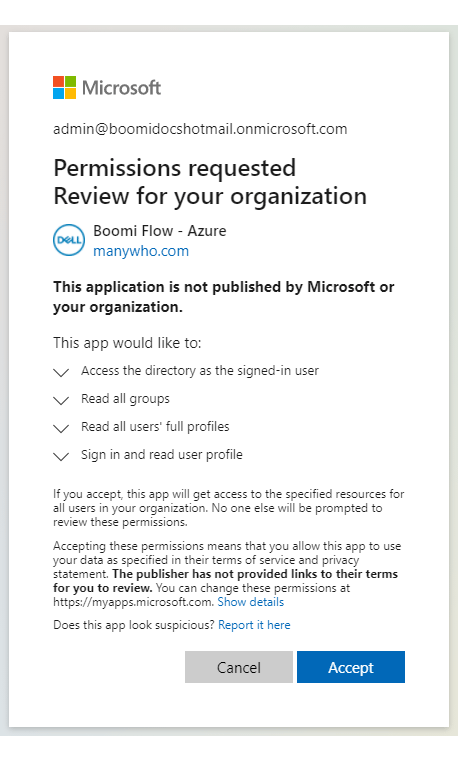 Microsoft
admin@boomidocshotmail.onmicrosoft.com
Permissions requested
Review for your organization
DELL
Boomi Flow - Azure
manywho.com
This application is not published by Microsoft or
your organization.
This app would like to:
Access the directory as the signed-in user
Read all groups
Read all users' full profiles
Sign in and read user profile
If you accept, this app will get access to the specified resources for
all users in your organization. No one else will be prompted to
review these permissions.
Accepting these permissions means that you allow this app to use
your data as specified in their terms of service and privacy
statement. The publisher has not provided links to their terms
for you to review. You can change these permissions at
https://myapps.microsoft.com. Show details
Does this app look suspicious? Report it here
Cancel
Accept